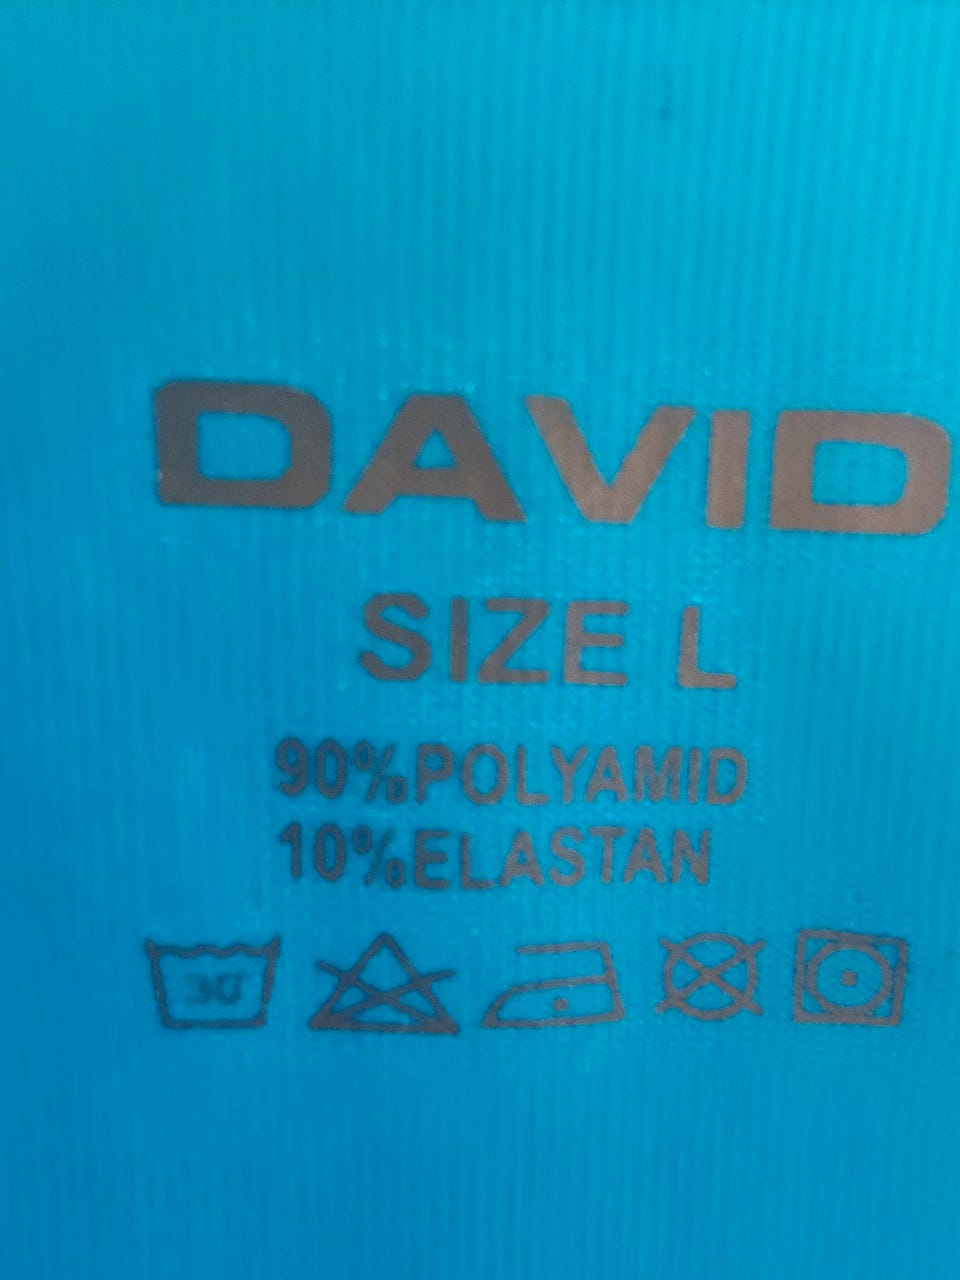 DAVID
SIZE L
90%POLYAMID
10%ELASTAN
30